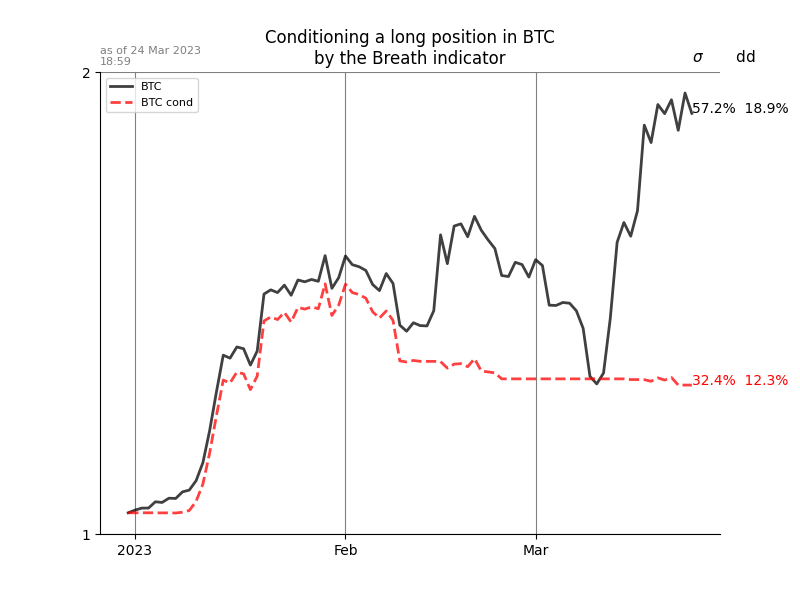 Conditioning a long position in BTC
by the Breath indicator
as of 24 Mar 2023
18:59
σ dd
2
BTC
BTC cond
57.2% 18.9%
32.4% 12.3%
1
2023 Feb Mar